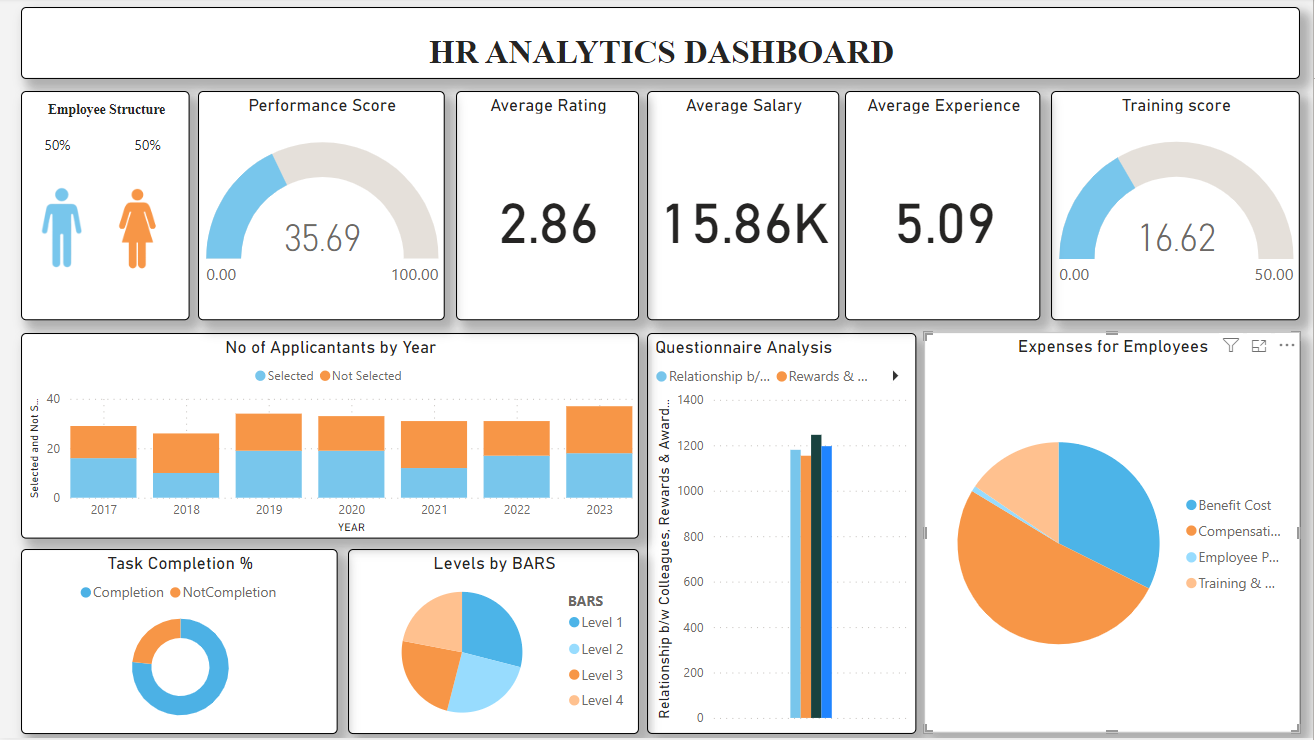 HR ANALYTICS DASHBOARD
Employee Structure
50% 50%
Performance Score
35.69
0.00 100.00
Average Rating
2.86
Average Salary
15.86K
Average Experience
5.09
Training score
16.62
0.00 50.00
No of Applicantants by Year
Selected Not Selected
Selected and Not S...
40
20
0
2017 2018 2019 2020 2021 2022 2023
YEAR
Task Completion %
Completion NotCompletion
Levels by BARS
BARS
Level 1
Level 2
Level 3
Level 4
Questionnaire Analysis
Relationship b/... Rewards & ...
Relationship b/w Colleagues, Rewards & Award...
1400
1200
1000
800
600
400
200
0
Expenses for Employees
Benefit Cost
Compensati...
Employee P...
Training & ...